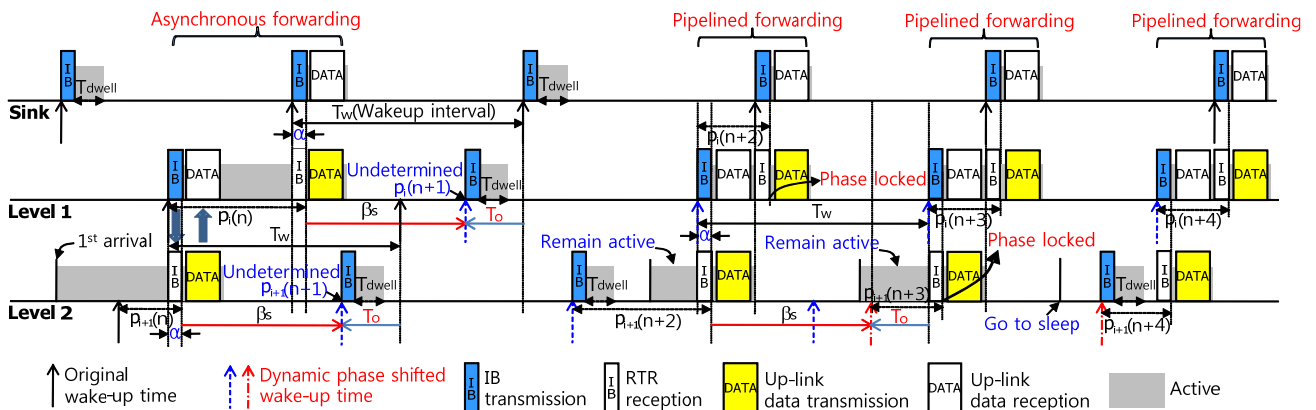 Asynchronous forwarding
Pipelined forwarding
Pipelined forwarding
Pipelined forwarding
IB
Tdwell
IB
DATA
IB
Tdwell
IB
DATA
IB
DATA
IB
DATA
Sink
Tw(Wakeup interval)
α
pi(n+2)
IB
DATA
IB
DATA
Undetermined
pi(n+1)
IB
Tdwell
IB
DATA
IB
DATA
Phase locked
IB
DATA
IB
DATA
IB
DATA
IB
DATA
Level 1
pi(n)
βs
To
Tw
pi(n+3)
pi(n+4)
1st arrival
Tw
Remain active
α
Remain active
Phase locked
IB
DATA
Undetermined
pi+1(n+1)
IB
Tdwell
IB
Tdwell
IB
DATA
IB
DATA
IB
Tdwell
IB
DATA
Level 2
pi+1(n)
α
βs
To
pi+1(n+2)
βs
pi+1(n+3)
To
Go to sleep
pi+1(n+4)
Original
wake-up time
Dynamic phase shifted
wake-up time
IB
IB
transmission
IB
RTR
reception
DATA
Up-link
data transmission
DATA
Up-link
data reception
Active